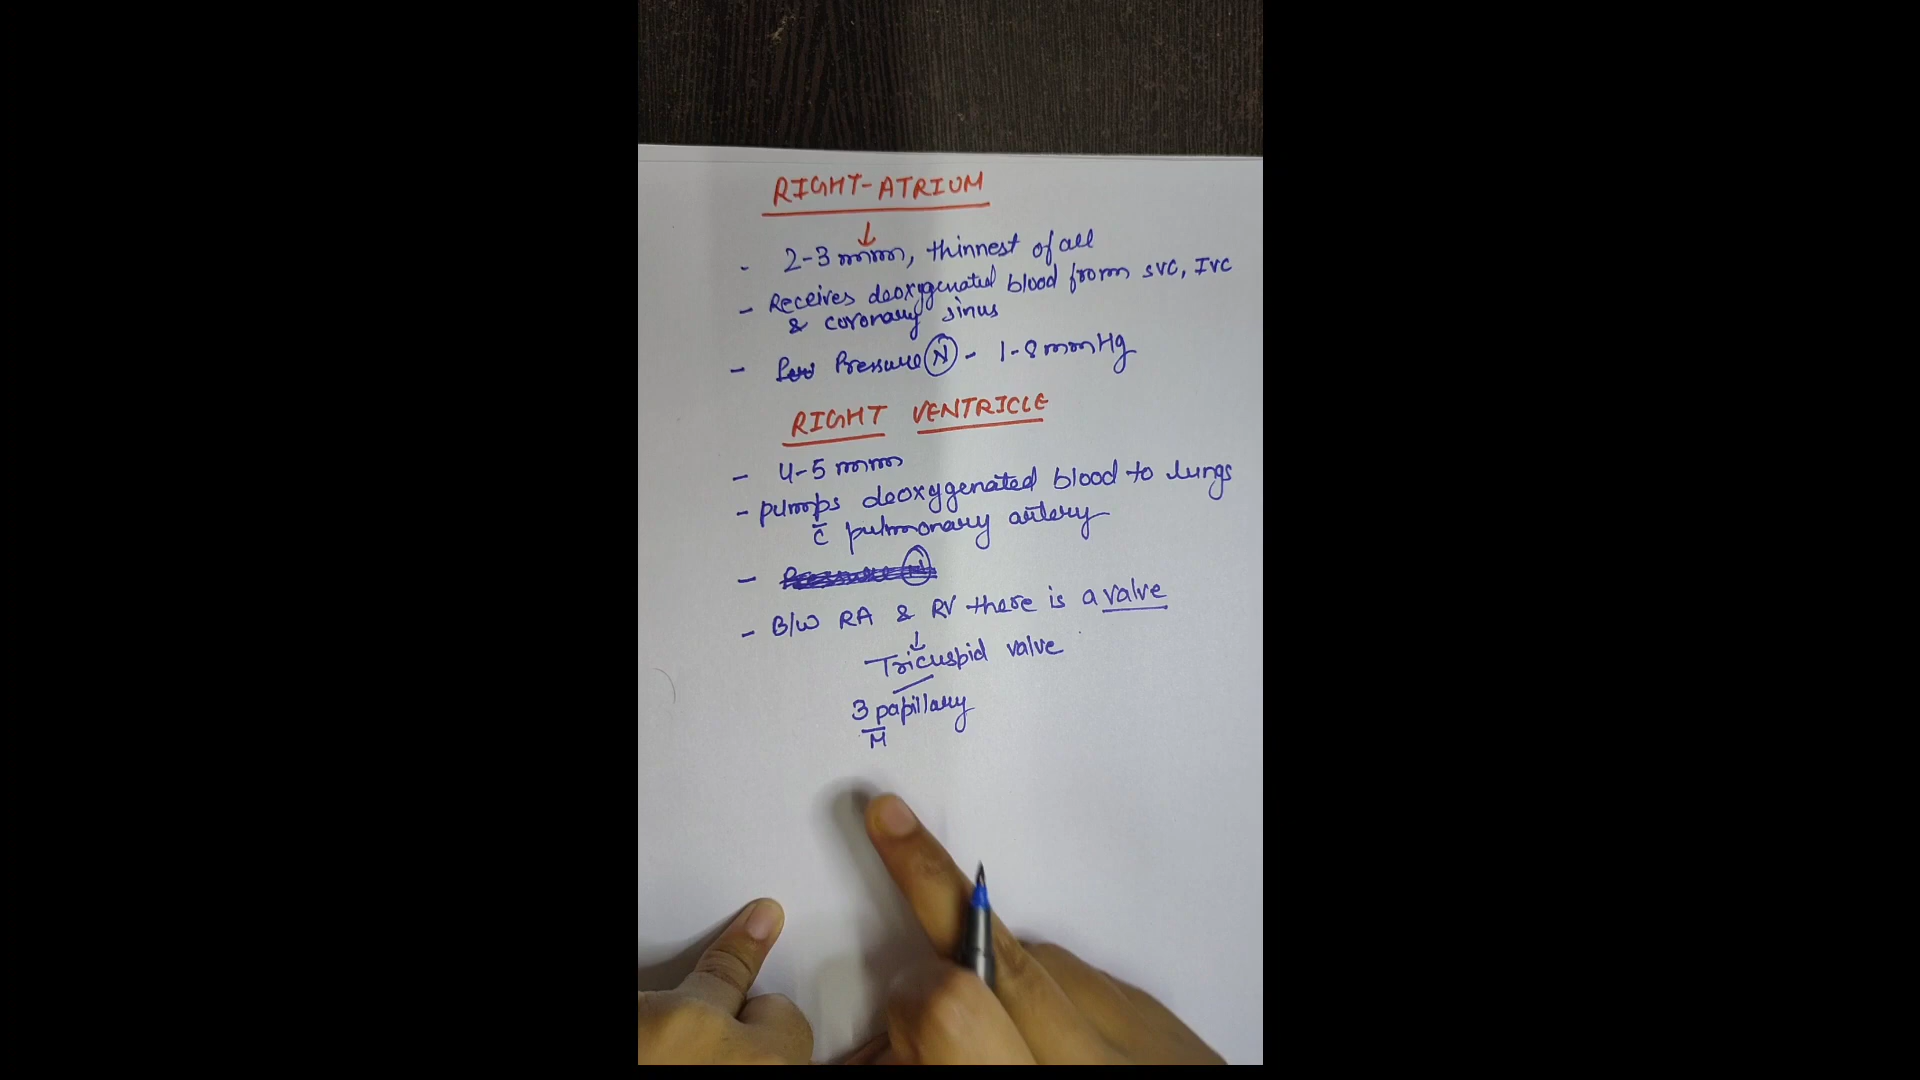 RIGHT-ATRIUM
↓
- 2-3 mm, thinnest of all
- Receives deoxygenated blood from SVC, IVC
& coronary sinus
- Pressure Ⓝ - 1-8 mmHg
RIGHT VENTRICLE
- 4-5 mm
- pumps deoxygenated blood to lungs
c̅ pulmonary artery
-
- B/W RA & RV there is a valve
↓
Tricuspid valve
3 papillary
M